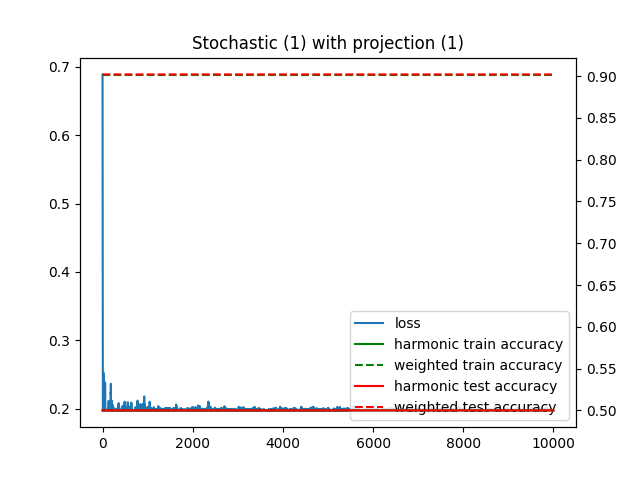 Stochastic (1) with projection (1)
0.7
0.6
0.5
0.4
0.3
0.2
0.90
0.85
0.80
0.75
0.70
0.65
0.60
0.55
0.50
loss
harmonic train accuracy
weighted train accuracy
harmonic test accuracy
weighted test accuracy
0 2000 4000 6000 8000 10000